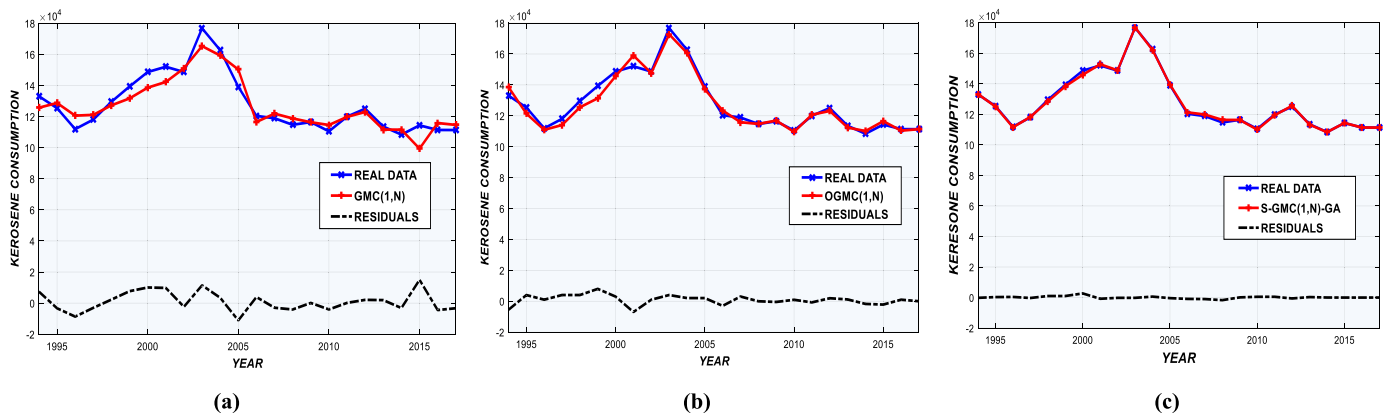 ×10⁴
18
16
14
12
10
8
6
4
2
0
-2
KEROSENE CONSUMPTION
REAL DATA
GMC(1,N)
RESIDUALS
1995
2000
2005
2010
2015
YEAR
(a)
×10⁴
18
16
14
12
10
8
6
4
2
0
-2
KEROSENE CONSUMPTION
REAL DATA
OGMC(1,N)
RESIDUALS
1995
2000
2005
2010
2015
YEAR
(b)
×10⁴
18
16
14
12
10
8
6
4
2
0
-2
KERESONE CONSUMPTION
REAL DATA
S-GMC(1,N)-GA
RESIDUALS
1995
2000
2005
2010
2015
YEAR
(c)